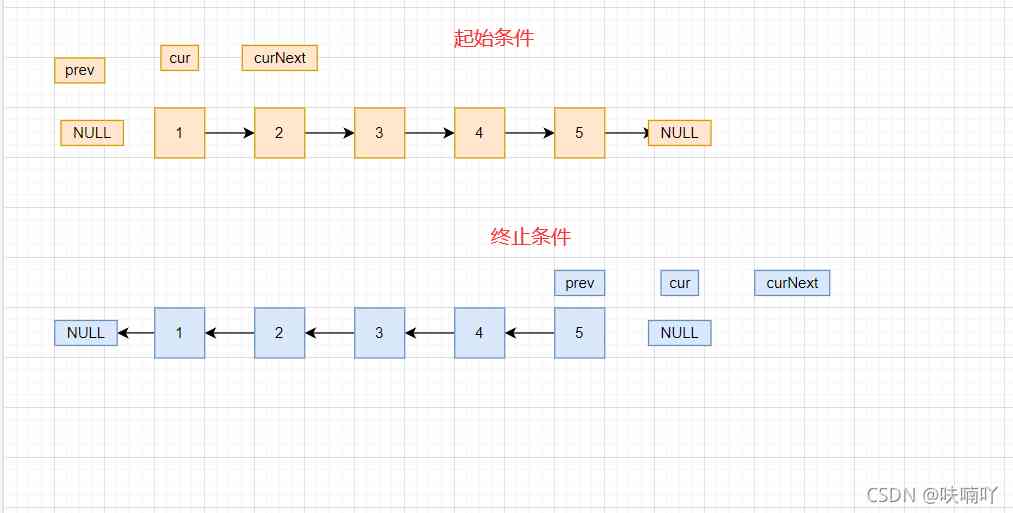 起始条件
cur curNext
prev
NULL 1 2 3 4 5 NULL
终止条件
prev cur curNext
NULL 1 2 3 4 5 NULL
CSDN @呋喃吖